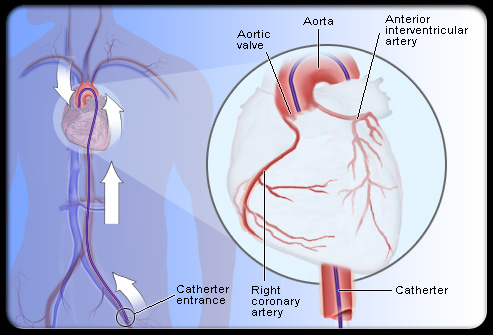 Aortic
valve
Aorta
Anterior
interventricular
artery
Catherter
entrance
Right
coronary
artery
Catherter